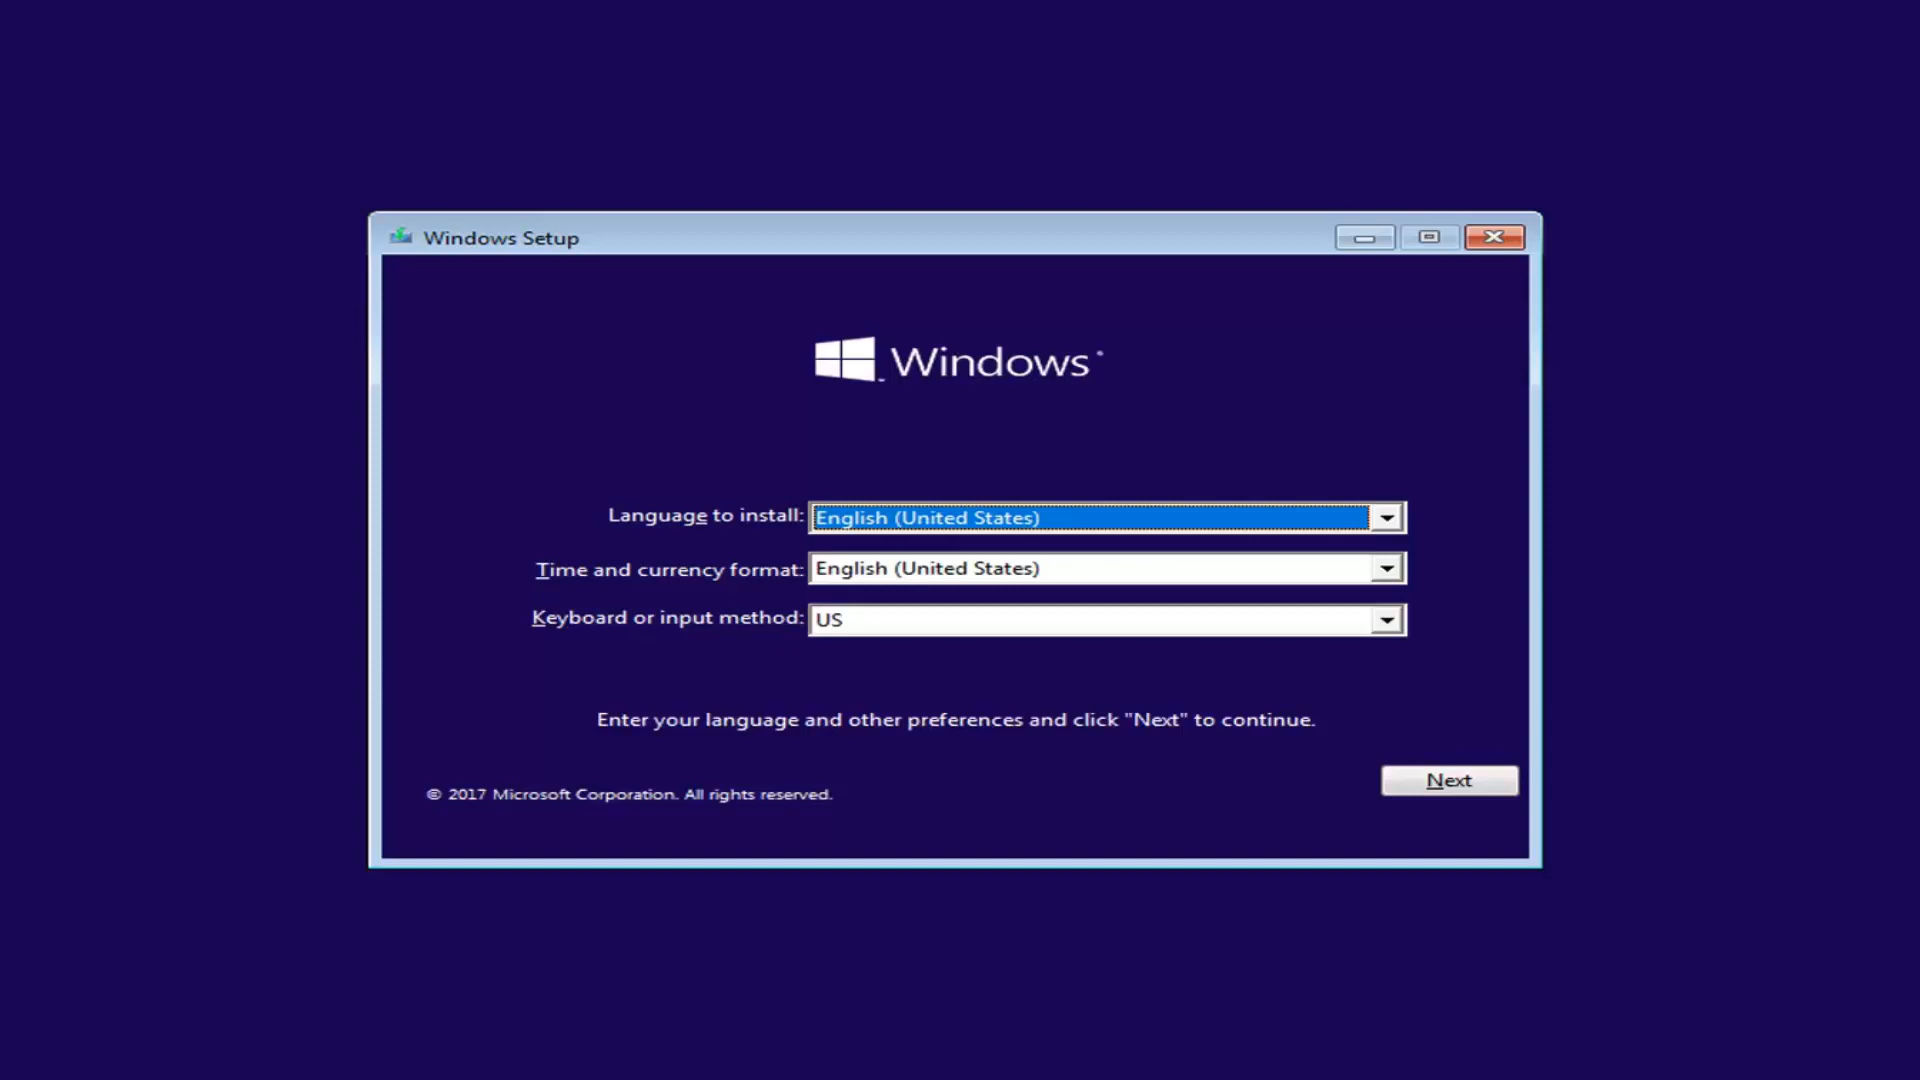 Windows Setup
Windows
Language to install: English (United States)
Time and currency format: English (United States)
Keyboard or input method: US
Enter your language and other preferences and click "Next" to continue.
Next
© 2017 Microsoft Corporation. All rights reserved.